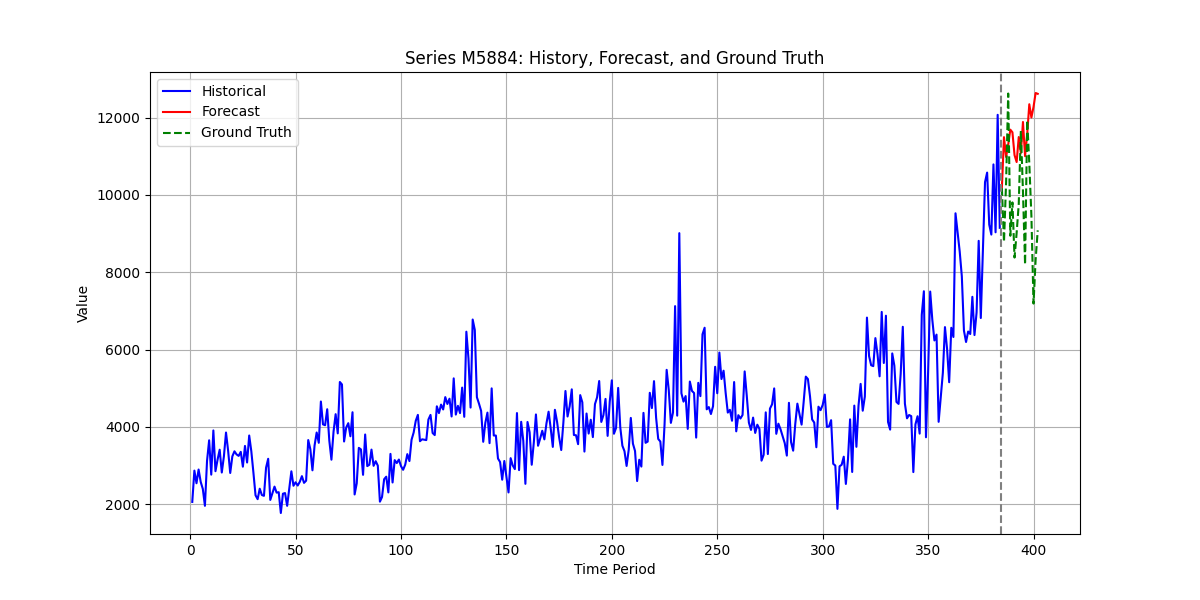 Series M5884: History, Forecast, and Ground Truth
Historical
Forecast
Ground Truth
12000
10000
8000
6000
4000
2000
Value
0
50
100
150
200
250
300
350
400
Time Period